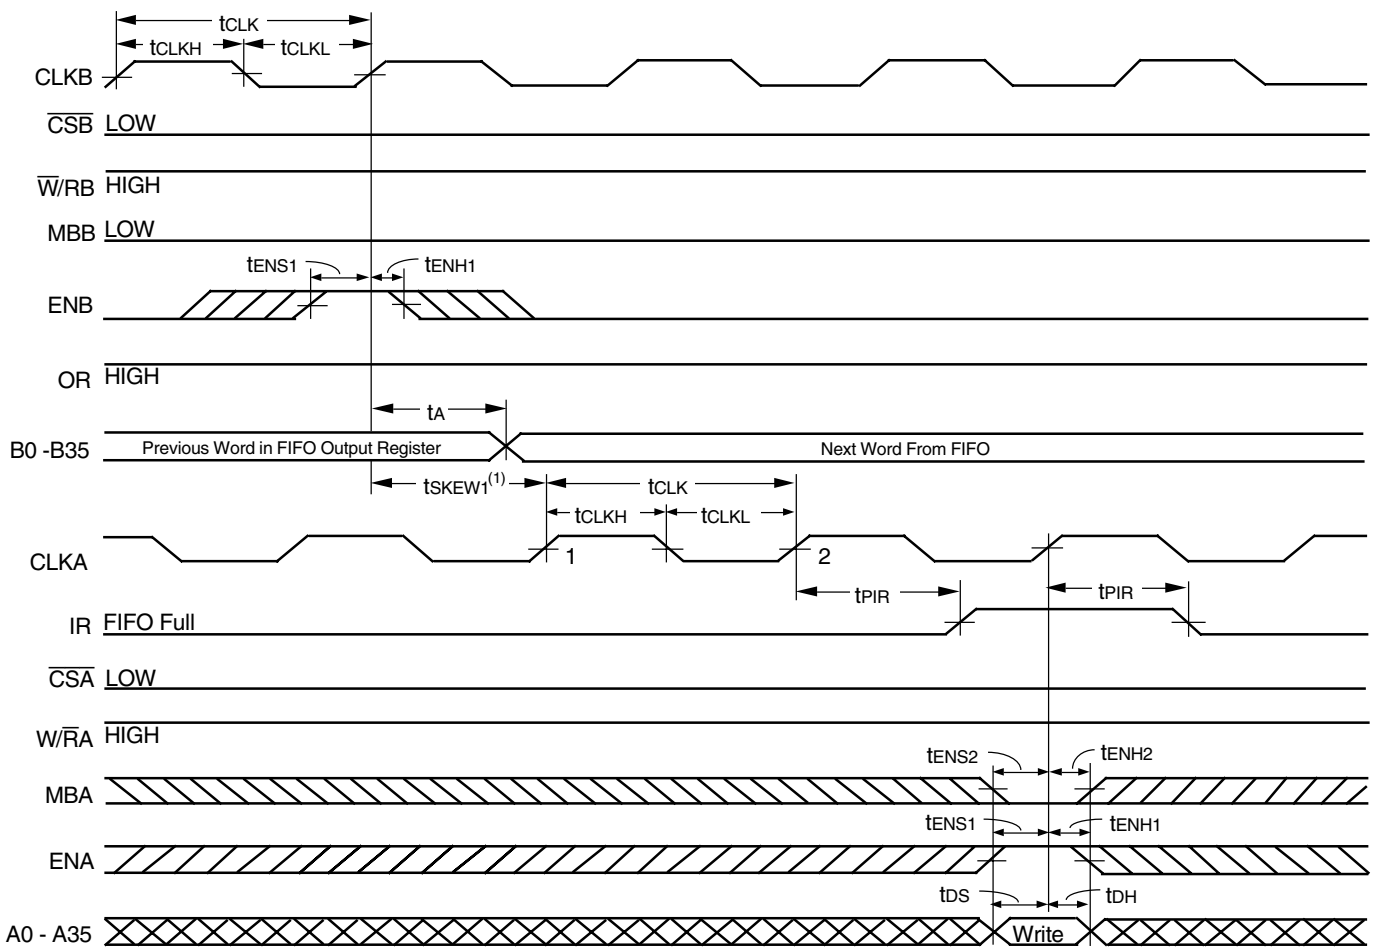 tCLK
tCLKH tCLKL
CLKB
CSB LOW
W/RB HIGH
MBB LOW
tENS1 tENH1
ENB
OR HIGH
tA
B0 -B35 Previous Word in FIFO Output Register Next Word From FIFO
tSKEW1(1) tCLK
tCLKH tCLKL
CLKA 1 2
tPIR tPIR
IR FIFO Full
CSA LOW
W/RA HIGH
tENS2 tENH2
MBA
tENS1 tENH1
ENA
tDS tDH
A0 - A35 Write